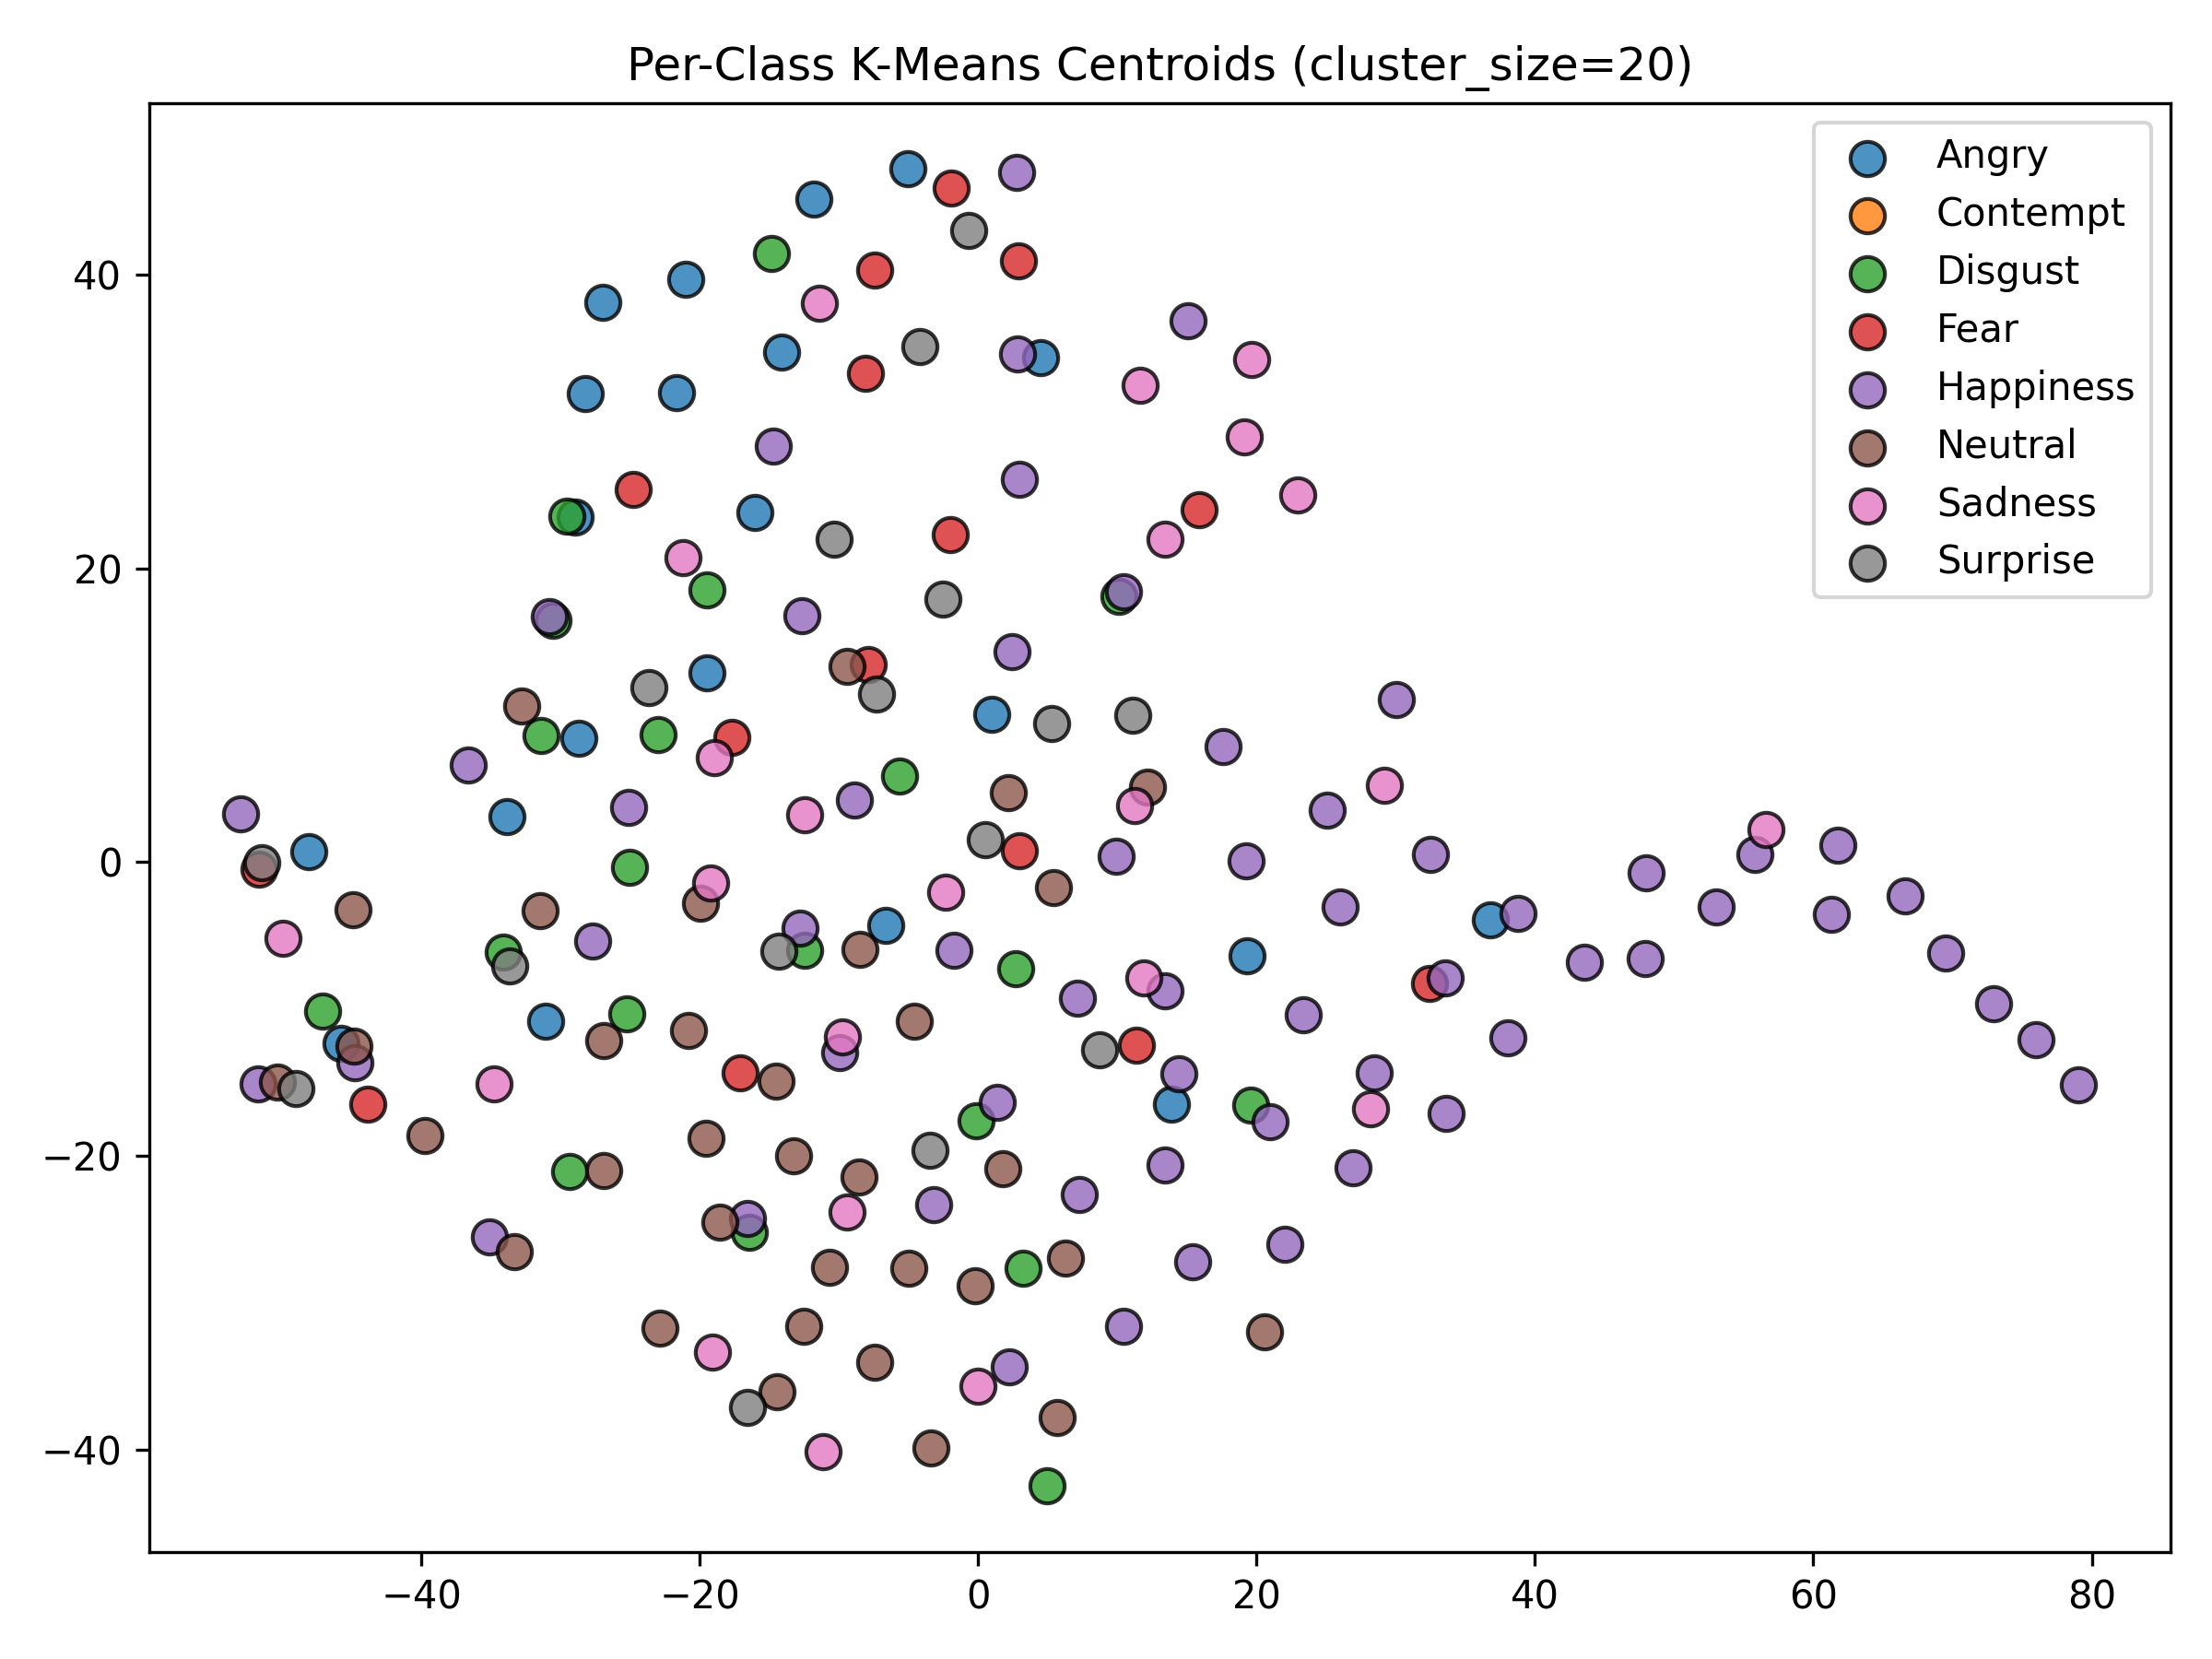 Per-Class K-Means Centroids (cluster_size=20)
Angry
Contempt
Disgust
Fear
Happiness
Neutral
Sadness
Surprise
40
20
0
−20
−40
−40 −20 0 20 40 60 80